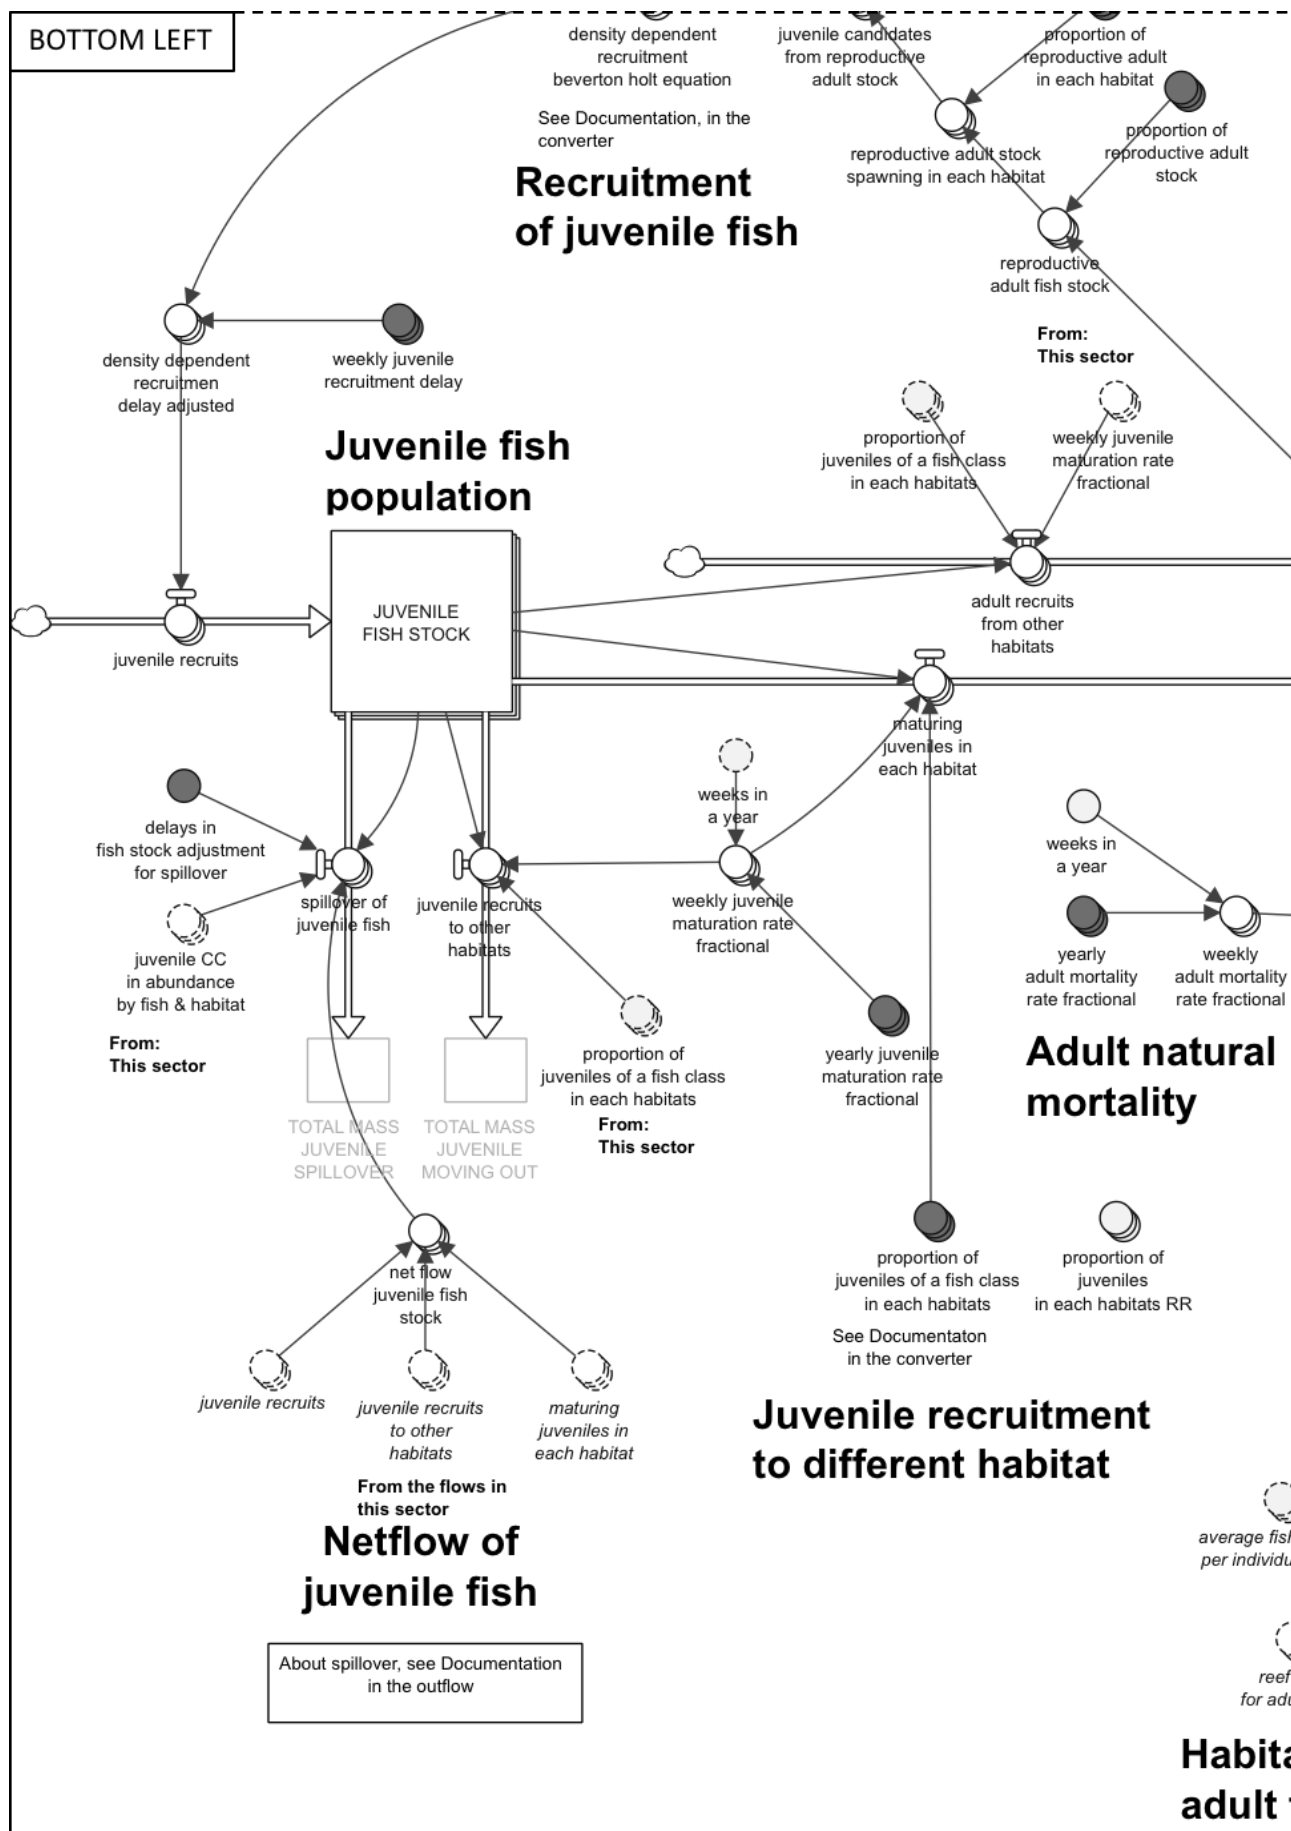 BOTTOM LEFT
density dependent
recruitment
beverton holt equation
juvenile candidates
from reproductive
adult stock
proportion of
reproductive adult
in each habitat
See Documentation, in the
converter
proportion of
reproductive adult
stock
reproductive adult stock
spawning in each habitat
Recruitment
of juvenile fish
reproductive
adult fish stock
From:
This sector
density dependent
recruitmen
delay adjusted
weekly juvenile
recruitment delay
proportion of
juveniles of a fish class
in each habitats
weekly juvenile
maturation rate
fractional
Juvenile fish
population
JUVENILE
FISH STOCK
juvenile recruits
adult recruits
from other
habitats
maturing
juveniles in
each habitat
weeks in
a year
delays in
fish stock adjustment
for spillover
weeks in
a year
spillover of
juvenile fish
juvenile recruits
to other
habitats
weekly juvenile
maturation rate
fractional
juvenile CC
in abundance
by fish & habitat
yearly
adult mortality
rate fractional
weekly
adult mortality
rate fractional
From:
This sector
proportion of
juveniles of a fish class
in each habitats
yearly juvenile
maturation rate
fractional
Adult natural
mortality
TOTAL MASS
JUVENILE
SPILLOVER
TOTAL MASS
JUVENILE
MOVING OUT
From:
This sector
net flow
juvenile fish
stock
proportion of
juveniles of a fish class
in each habitats
proportion of
juveniles
in each habitats RR
See Documentaton
in the converter
juvenile recruits
juvenile recruits
to other
habitats
maturing
juveniles in
each habitat
Juvenile recruitment
to different habitat
From the flows in
this sector
Netflow of
juvenile fish
average fish
per individu
About spillover, see Documentation
in the outflow
reef
for adu
Habita
adult